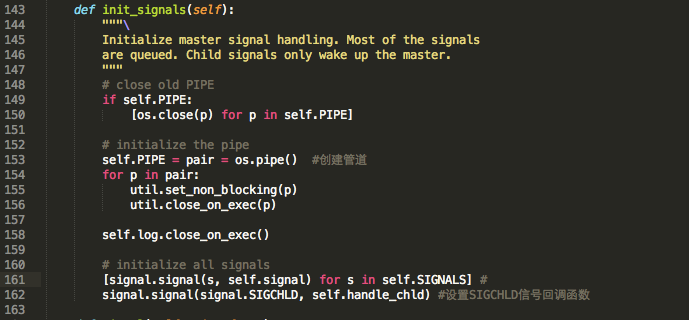 143 def init_signals(self):
144 """\
145 Initialize master signal handling. Most of the signals
146 are queued. Child signals only wake up the master.
147 """
148 # close old PIPE
149 if self.PIPE:
150 [os.close(p) for p in self.PIPE]
151
152 # initialize the pipe
153 self.PIPE = pair = os.pipe() #创建管道
154 for p in pair:
155 util.set_non_blocking(p)
156 util.close_on_exec(p)
157
158 self.log.close_on_exec()
159
160 # initialize all signals
161 [signal.signal(s, self.signal) for s in self.SIGNALS] #
162 signal.signal(signal.SIGCHLD, self.handle_chld) #设置SIGCHLD信号回调函数
163